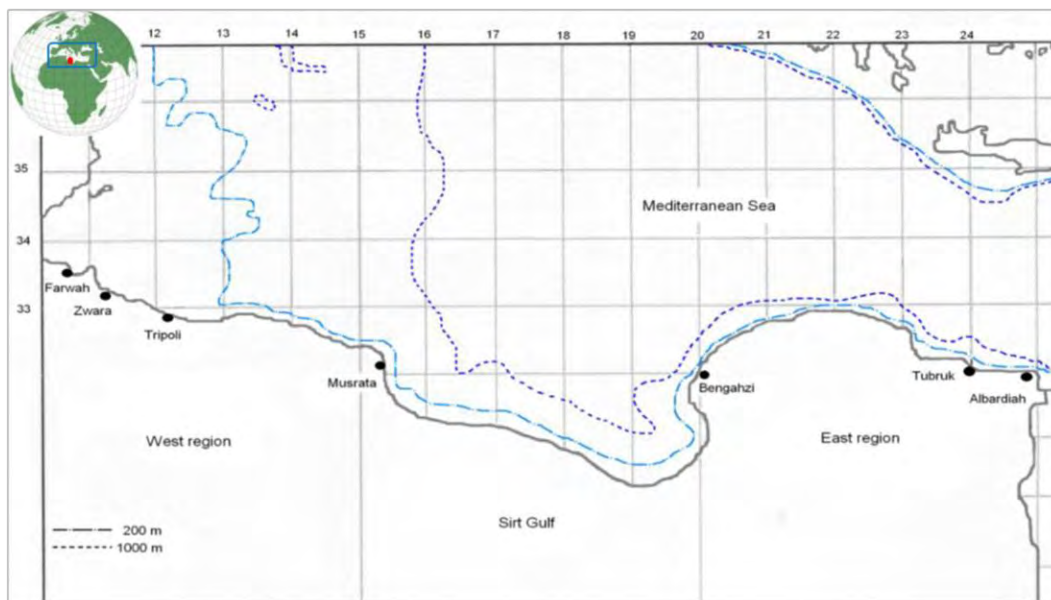 12 13 14 15 16 17 18 19 20 21 22 23 24
35
Mediterranean Sea
34
Farwah
33
Zwara
Tripoli
Musrata
Bengahzi
Tubruk
Albardiah
West region
East region
Sirt Gulf
200 m
1000 m